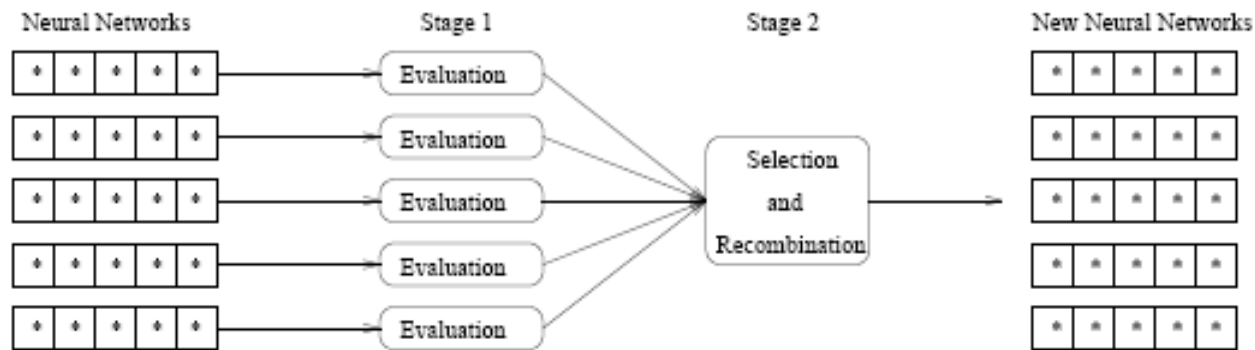 Neural Networks Stage 1 Stage 2 New Neural Networks
* * * * * Evaluation * * * * *
* * * * * Evaluation * * * * *
* * * * * Evaluation * * * * *
* * * * * Evaluation * * * * *
* * * * * Evaluation * * * * *
Selection
and
Recombination